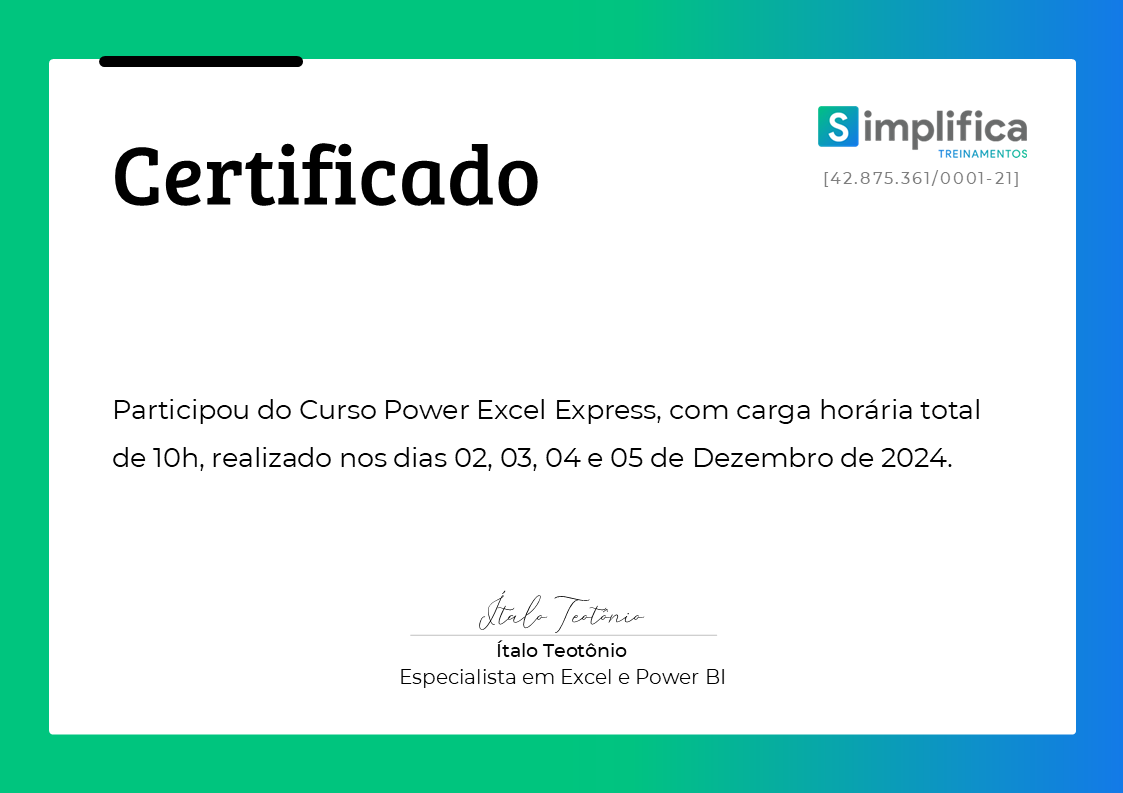 Simplifica
TREINAMENTOS
[42.875.361/0001-21]
Certificado
Participou do Curso Power Excel Express, com carga horária total
de 10h, realizado nos dias 02, 03, 04 e 05 de Dezembro de 2024.
Ítalo Teotônio
Ítalo Teotônio
Especialista em Excel e Power BI